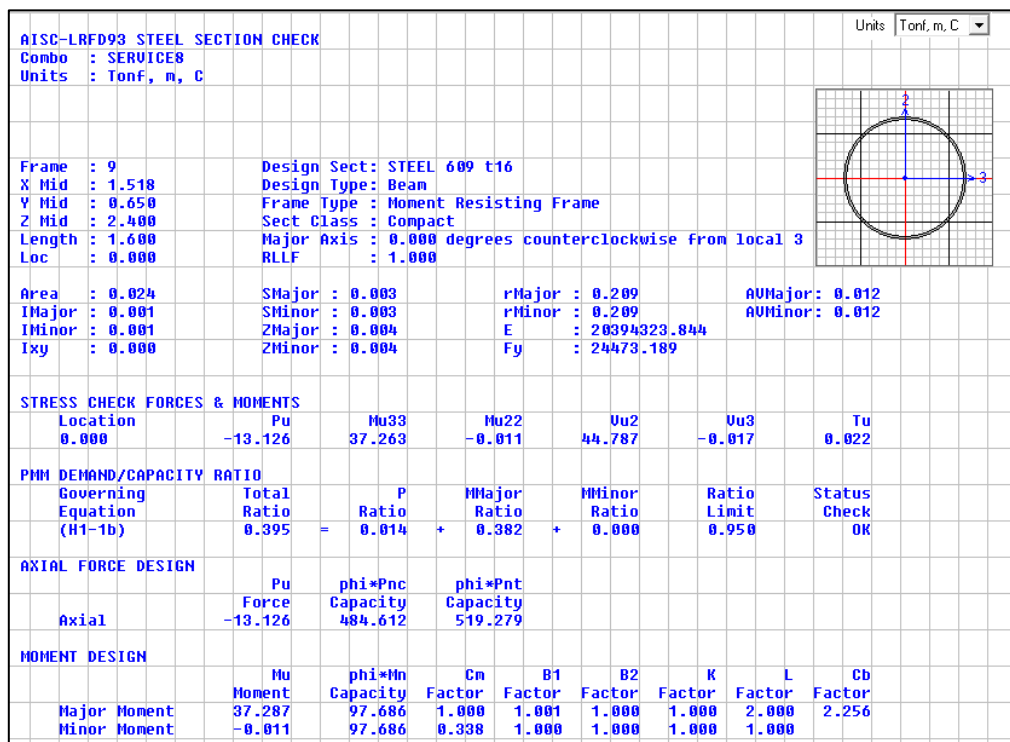 Units Tonf, m, C
AISC-LRFD93 STEEL SECTION CHECK
Combo : SERVICE8
Units : Tonf, m, C
2
3
Frame : 9 Design Sect: STEEL 609 t16
X Mid : 1.518 Design Type: Beam
Y Mid : 0.650 Frame Type : Moment Resisting Frame
Z Mid : 2.400 Sect Class : Compact
Length : 1.600 Major Axis : 0.000 degrees counterclockwise from local 3
Loc : 0.000 RLLF : 1.000
Area : 0.024 SMajor : 0.003 rMajor : 0.209 AVMajor: 0.012
IMajor : 0.001 SMinor : 0.003 rMinor : 0.209 AVMinor: 0.012
IMinor : 0.001 ZMajor : 0.004 E : 20394323.844
Ixy : 0.000 ZMinor : 0.004 Fy : 24473.189
STRESS CHECK FORCES & MOMENTS
Location Pu Mu33 Mu22 Vu2 Vu3 Tu
0.000 -13.126 37.263 -0.011 44.787 -0.017 0.022
PMM DEMAND/CAPACITY RATIO
Governing Total P MMajor MMinor Ratio Status
Equation Ratio Ratio Ratio Ratio Limit Check
(H1-1b) 0.395 = 0.014 + 0.382 + 0.000 0.950 OK
AXIAL FORCE DESIGN
Pu phi*Pnc phi*Pnt
Force Capacity Capacity
Axial -13.126 484.612 519.279
MOMENT DESIGN
Mu phi*Mn Cm B1 B2 K L Cb
Moment Capacity Factor Factor Factor Factor Factor Factor
Major Moment 37.287 97.686 1.000 1.001 1.000 1.000 2.000 2.256
Minor Moment -0.011 97.686 0.338 1.000 1.000 1.000 1.000